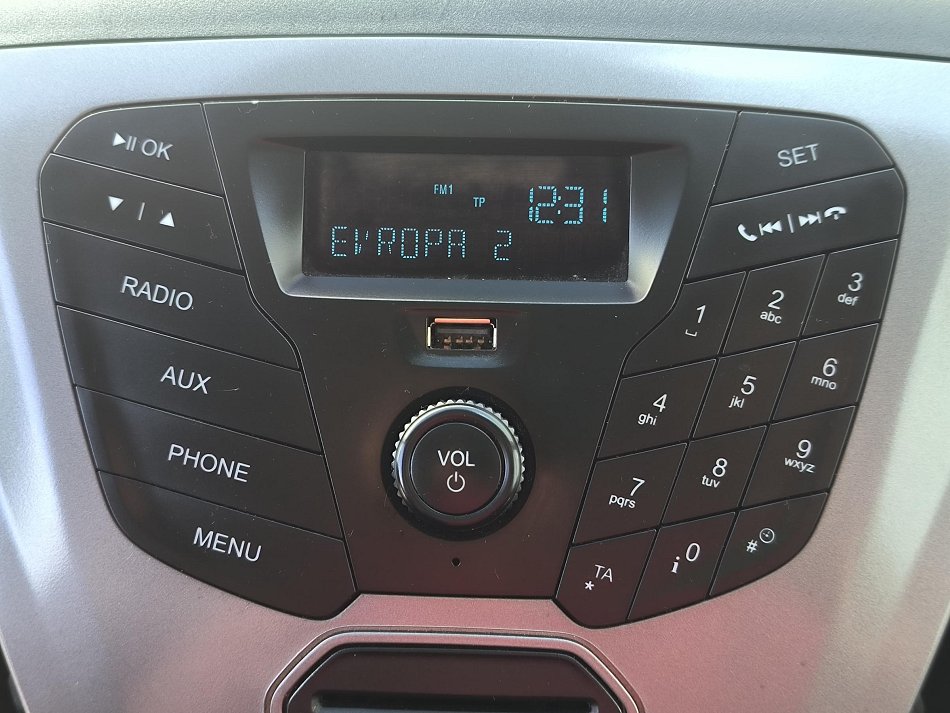 OK
SET
FM1
TP
12:31
EVROPA 2
RADIO
AUX
PHONE
MENU
VOL
1
2
abc
3
def
4
ghi
5
jkl
6
mno
7
pqrs
8
tuv
9
wxyz
TA
*
i 0
#